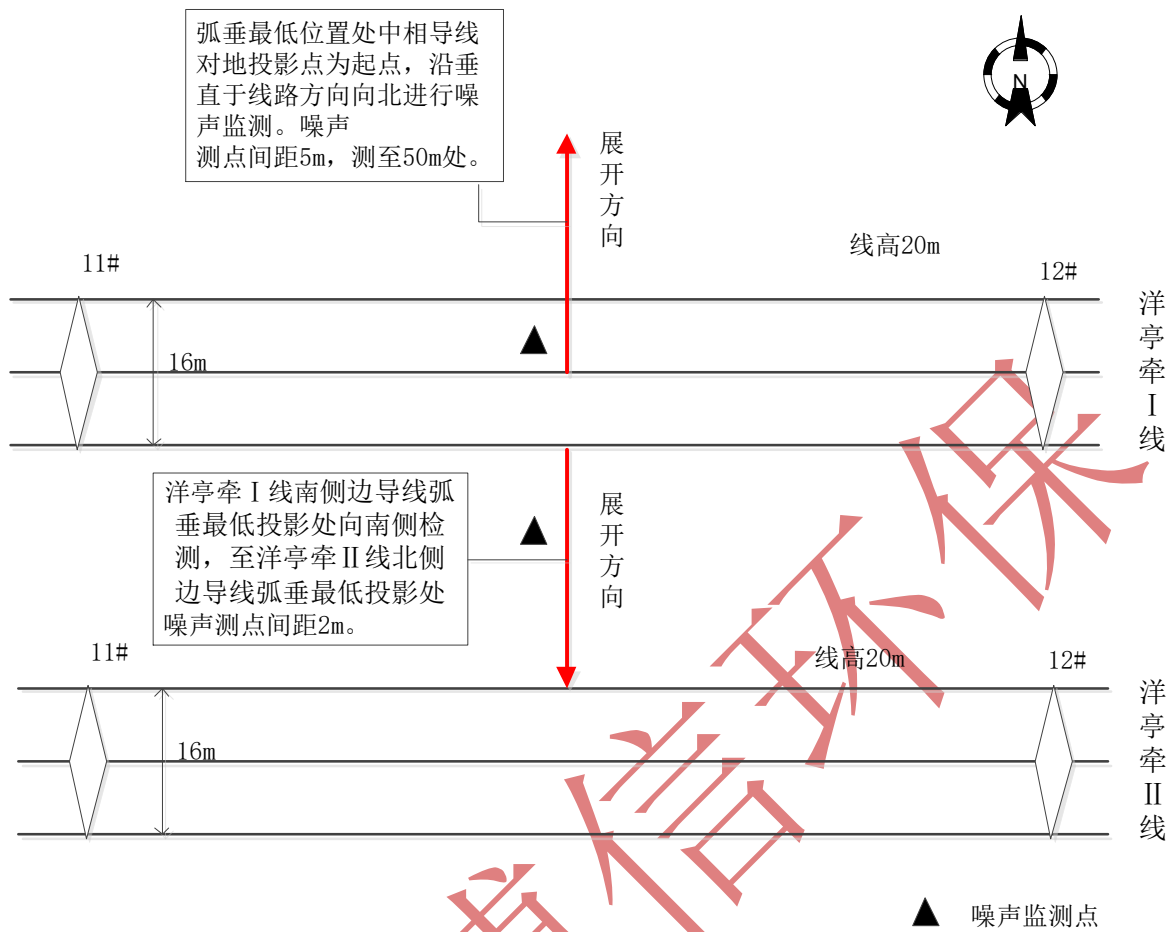 弧垂最低位置处中相导线
对地投影点为起点，沿垂
直于线路方向向北进行噪
声监测。噪声
测点间距5m，测至50m处。
N
展开方向
线高20m
11#
12#
16m
洋亭牵Ⅰ线
洋亭牵Ⅰ线南侧边导线弧
垂最低投影处向南侧检
测，至洋亭牵Ⅱ线北侧
边导线弧垂最低投影处
噪声测点间距2m。
展开方向
11#
线高20m
12#
16m
洋亭牵Ⅱ线
信环保
噪声监测点